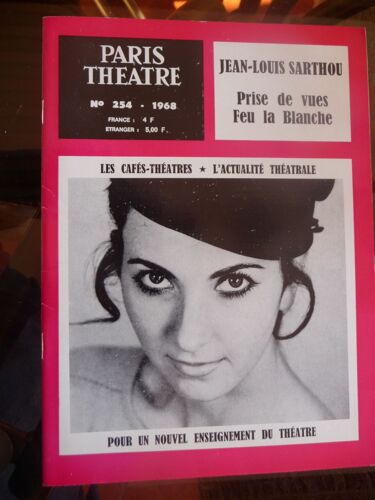 PARIS
THEATRE
Nº 254 - 1968
FRANCE : 4 F
ETRANGER : 5,00 F.
JEAN-LOUIS SARTHOU
Prise de vues
Feu la Blanche
LES CAFÉS-THÉATRES ★ L'ACTUALITÉ THÉATRALE
POUR UN NOUVEL ENSEIGNEMENT DU THÉATRE